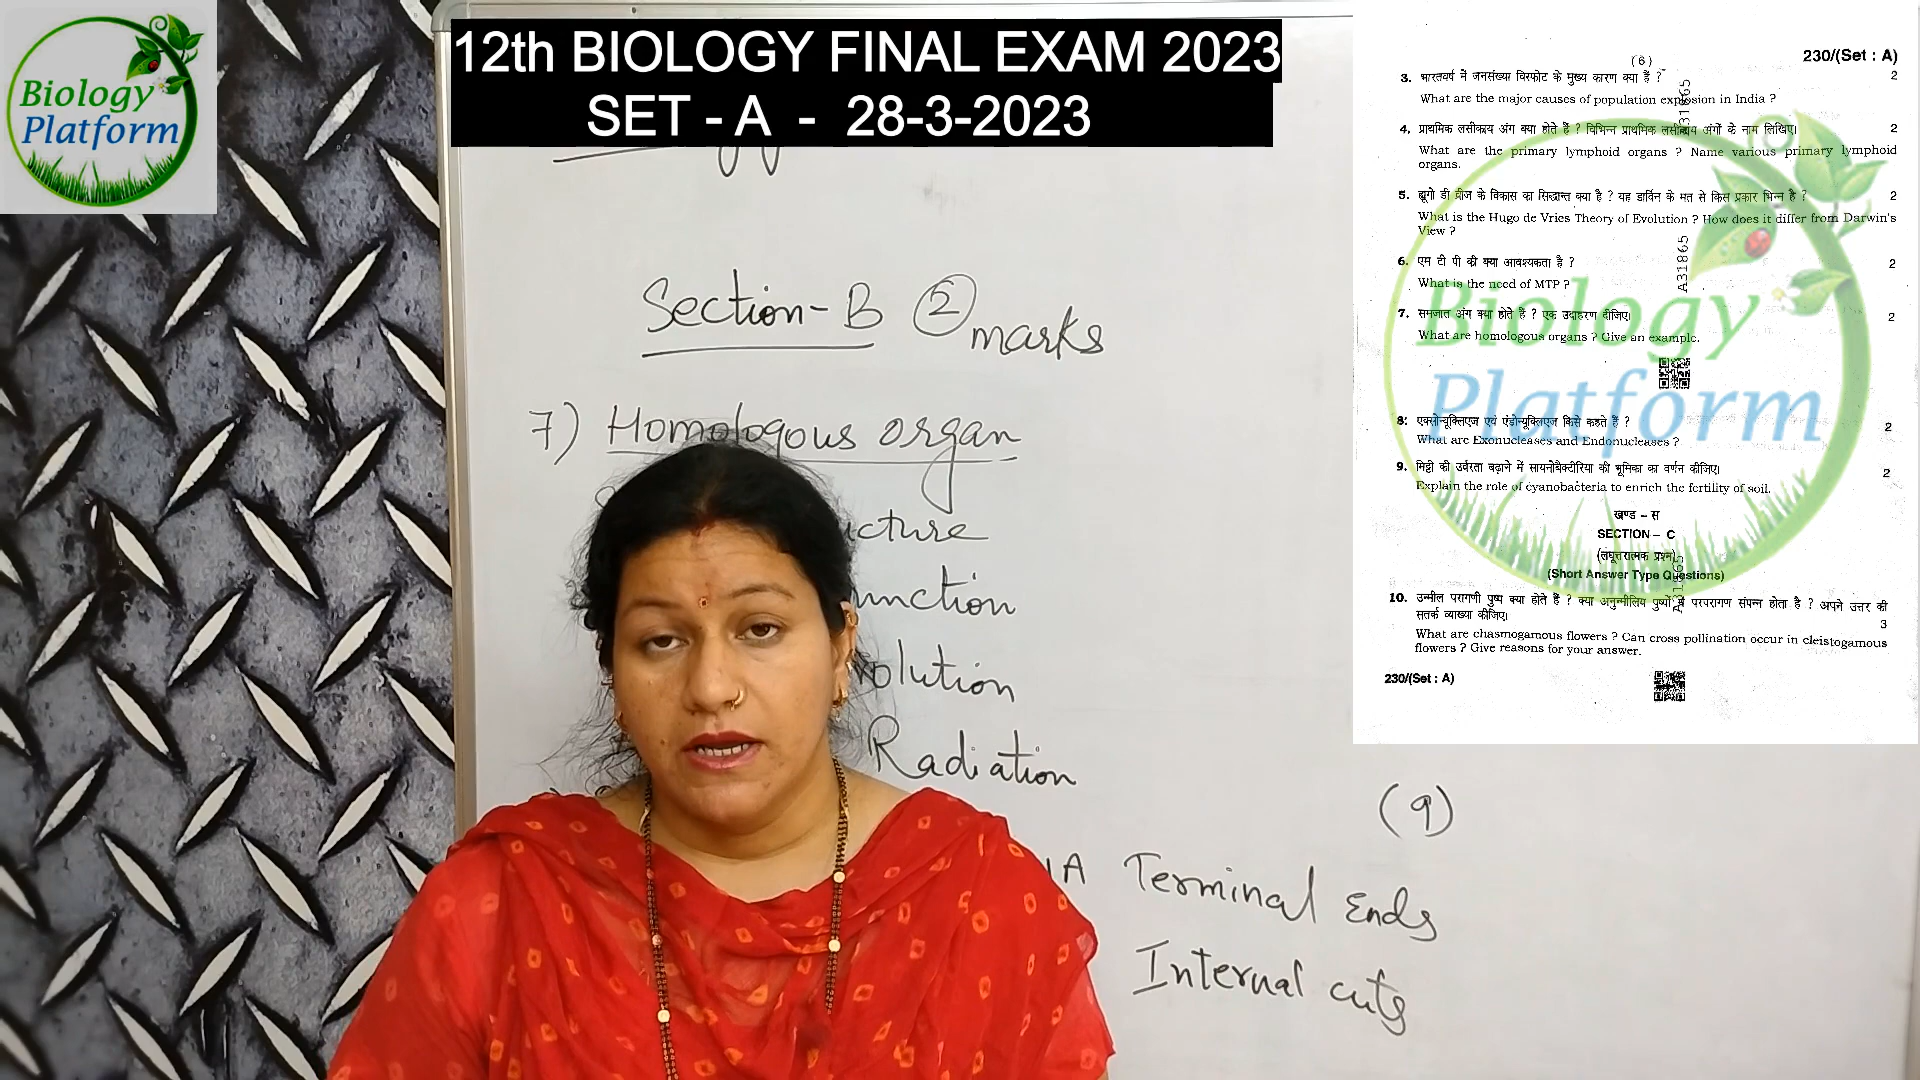 Biology
Platform
12th BIOLOGY FINAL EXAM 2023
SET - A - 28-3-2023
Section-B ② marks
7) Homologous organ
cture
unction
volution
Radiation
(9)
A Terminal Ends
Internal cuts
(6)
230/(Set : A)
3. भारतवर्ष में जनसंख्या विस्फोट के मुख्य कारण क्या हैं ? 2
What are the major causes of population explosion in India ?
4. प्राथमिक लसीकाय अंग क्या होते हैं ? विभिन्न प्राथमिक लसीकाय अंगों के नाम लिखिए। 2
What are the primary lymphoid organs ? Name various primary lymphoid
organs.
5. ह्यूगो डी व्रीज के विकास का सिद्धान्त क्या है ? यह डार्विन के मत से किस प्रकार भिन्न है ? 2
What is the Hugo de Vries Theory of Evolution ? How does it differ from Darwin's
View ?
6. एम टी पी की क्या आवश्यकता है ? 2
What is the need of MTP ?
7. समजात अंग क्या होते हैं ? एक उदाहरण दीजिए। 2
What are homologous organs ? Give an example.
A31865
Biology
Platform
8. एक्सोन्यूक्लिएज एवं एंडोन्यूक्लिएज किसे कहते हैं ? 2
What are Exonucleases and Endonucleases ?
9. मिट्टी की उर्वरता बढ़ाने में सायनोबैक्टीरिया की भूमिका का वर्णन कीजिए। 2
Explain the role of cyanobacteria to enrich the fertility of soil.
खण्ड - स
SECTION - C
(लघूत्तरात्मक प्रश्न)
(Short Answer Type Questions)
10. उन्मील परागणी पुष्प क्या होते हैं ? क्या अनुन्मीलिय पुष्पों में परपरागण संपन्न होता है ? अपने उत्तर की
सतर्क व्याख्या कीजिए। 3
What are chasmogamous flowers ? Can cross pollination occur in cleistogamous
flowers ? Give reasons for your answer.
230/(Set : A)